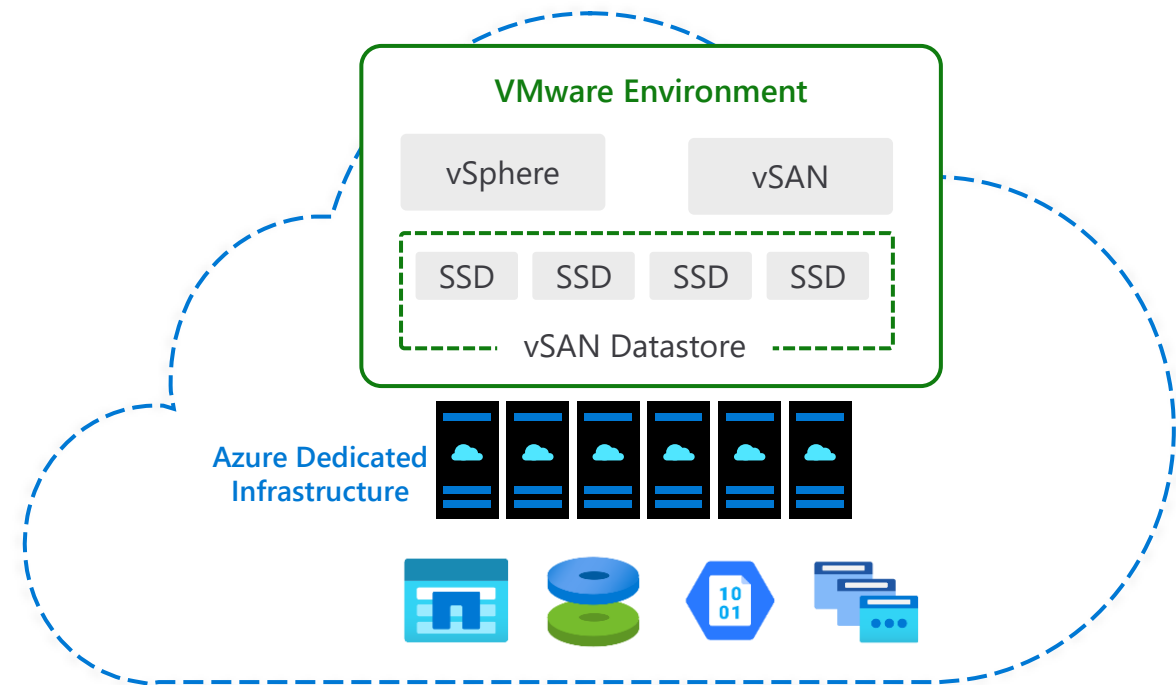 VMware Environment
vSphere
vSAN
SSD SSD SSD SSD
vSAN Datastore
Azure Dedicated
Infrastructure
10
01